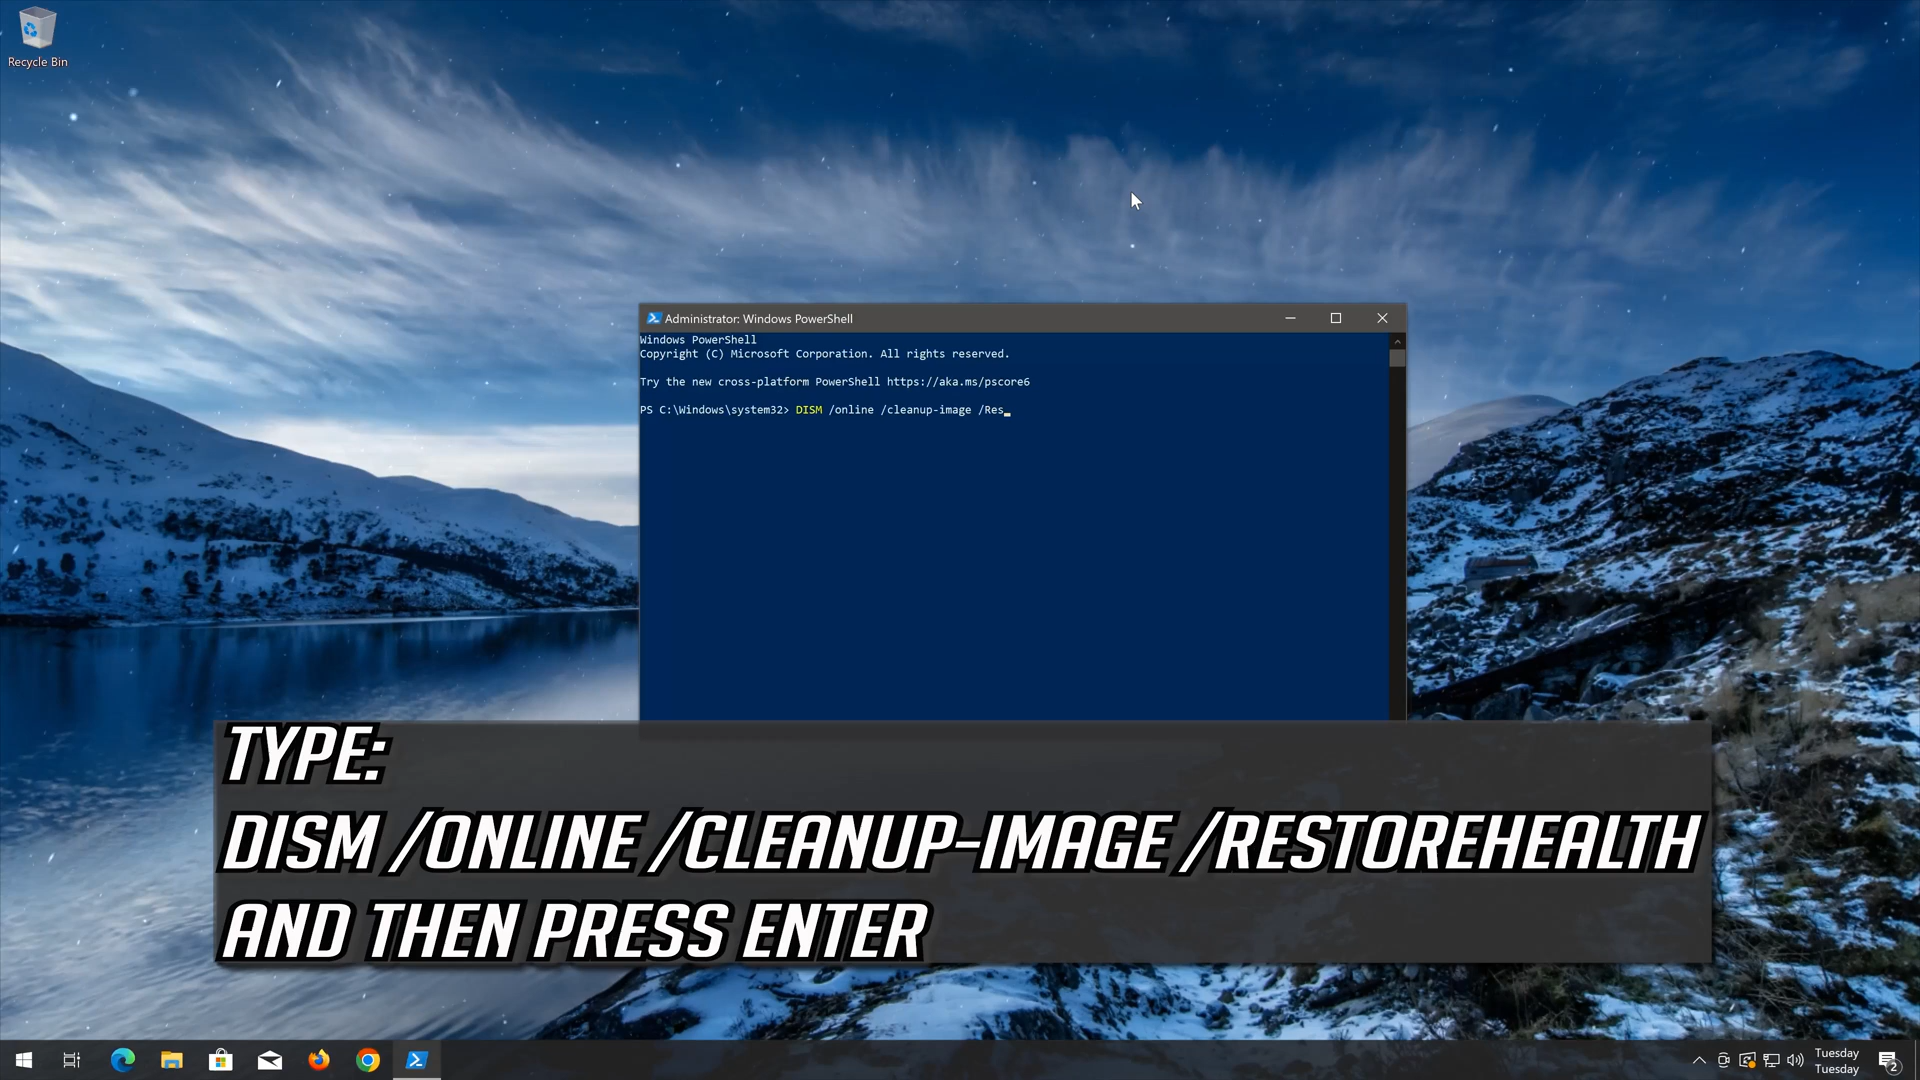 Recycle Bin
Administrator: Windows PowerShell
Windows PowerShell
Copyright (C) Microsoft Corporation. All rights reserved.
Try the new cross-platform PowerShell https://aka.ms/pscore6
PS C:\Windows\system32> DISM /online /cleanup-image /Res
TYPE:
DISM /ONLINE /CLEANUP-IMAGE /RESTOREHEALTH
AND THEN PRESS ENTER
Tuesday
Tuesday
2